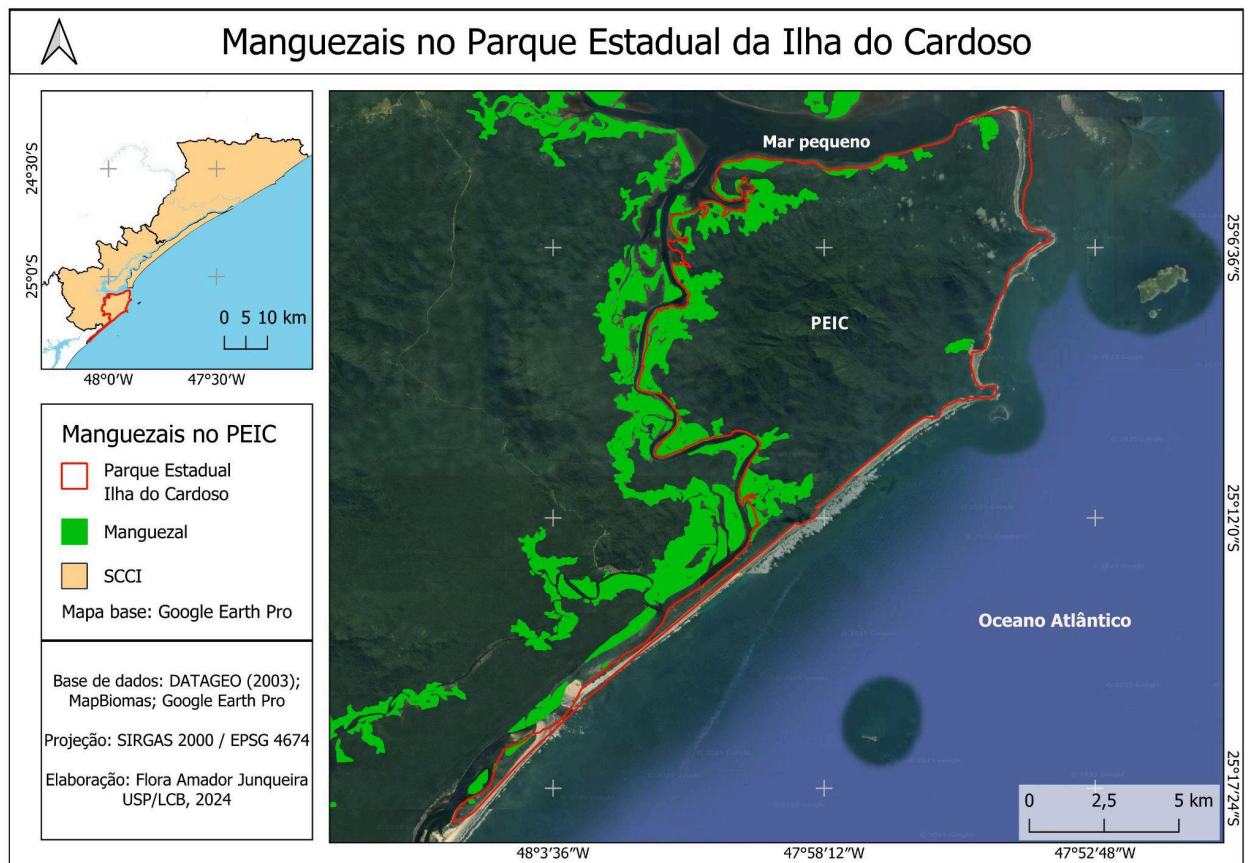 Manguezais no Parque Estadual da Ilha do Cardoso
24°30'S
25°0'S
0 5 10 km
48°0'W
47°30'W
Manguezais no PEIC
Parque Estadual
Ilha do Cardoso
Manguezal
SCCI
Mapa base: Google Earth Pro
Base de dados: DATAGEO (2003);
MapBiomas; Google Earth Pro
Projeção: SIRGAS 2000 / EPSG 4674
Elaboração: Flora Amador Junqueira
USP/LCB, 2024
Mar pequeno
PEIC
Oceano Atlântico
0 2,5 5 km
25°6'36"S
25°12'0"S
25°17'24"S
48°3'36"W
47°58'12"W
47°52'48"W